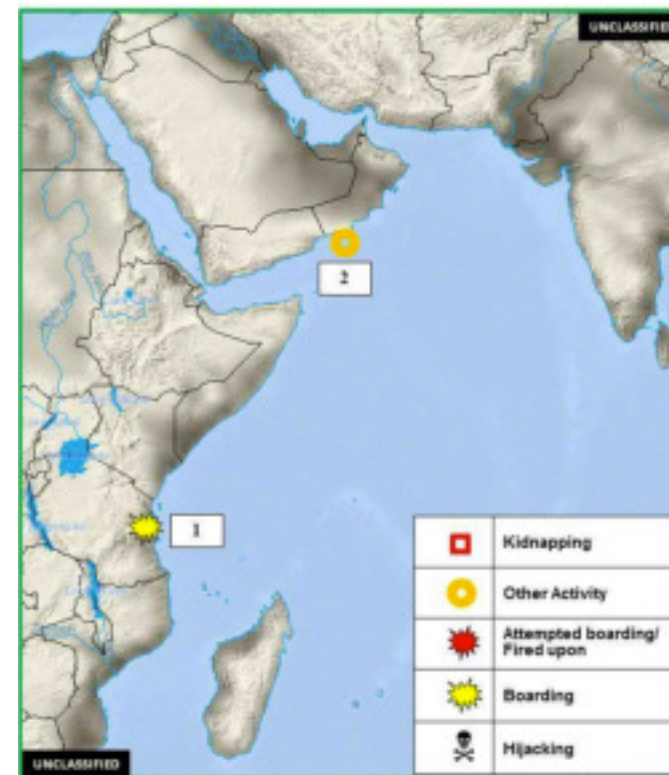 UNCLASSIFIED
2
1
Kidnapping
Other Activity
Attempted boarding/
Fired upon
Boarding
Hijacking
UNCLASSIFIED